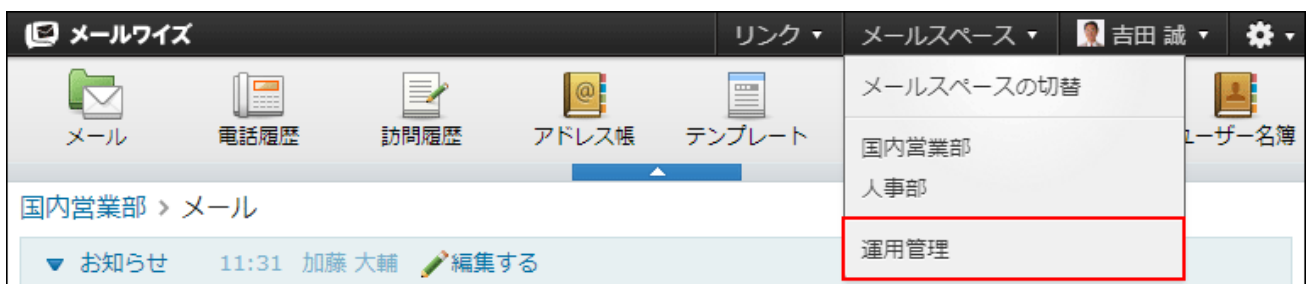 メールワイズ リンク メールスペース 吉田 誠
メールスペースの切替
メール 電話履歴 訪問履歴 アドレス帳 テンプレート ユーザー名簿
国内営業部
人事部
国内営業部 > メール
運用管理
お知らせ 11:31 加藤 大輔 編集する